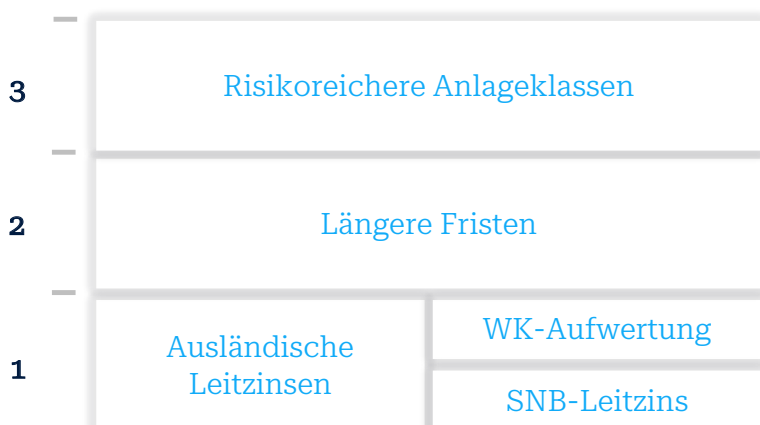 3
Risikoreichere Anlageklassen
2
Längere Fristen
1
Ausländische
Leitzinsen
WK-Aufwertung
SNB-Leitzins